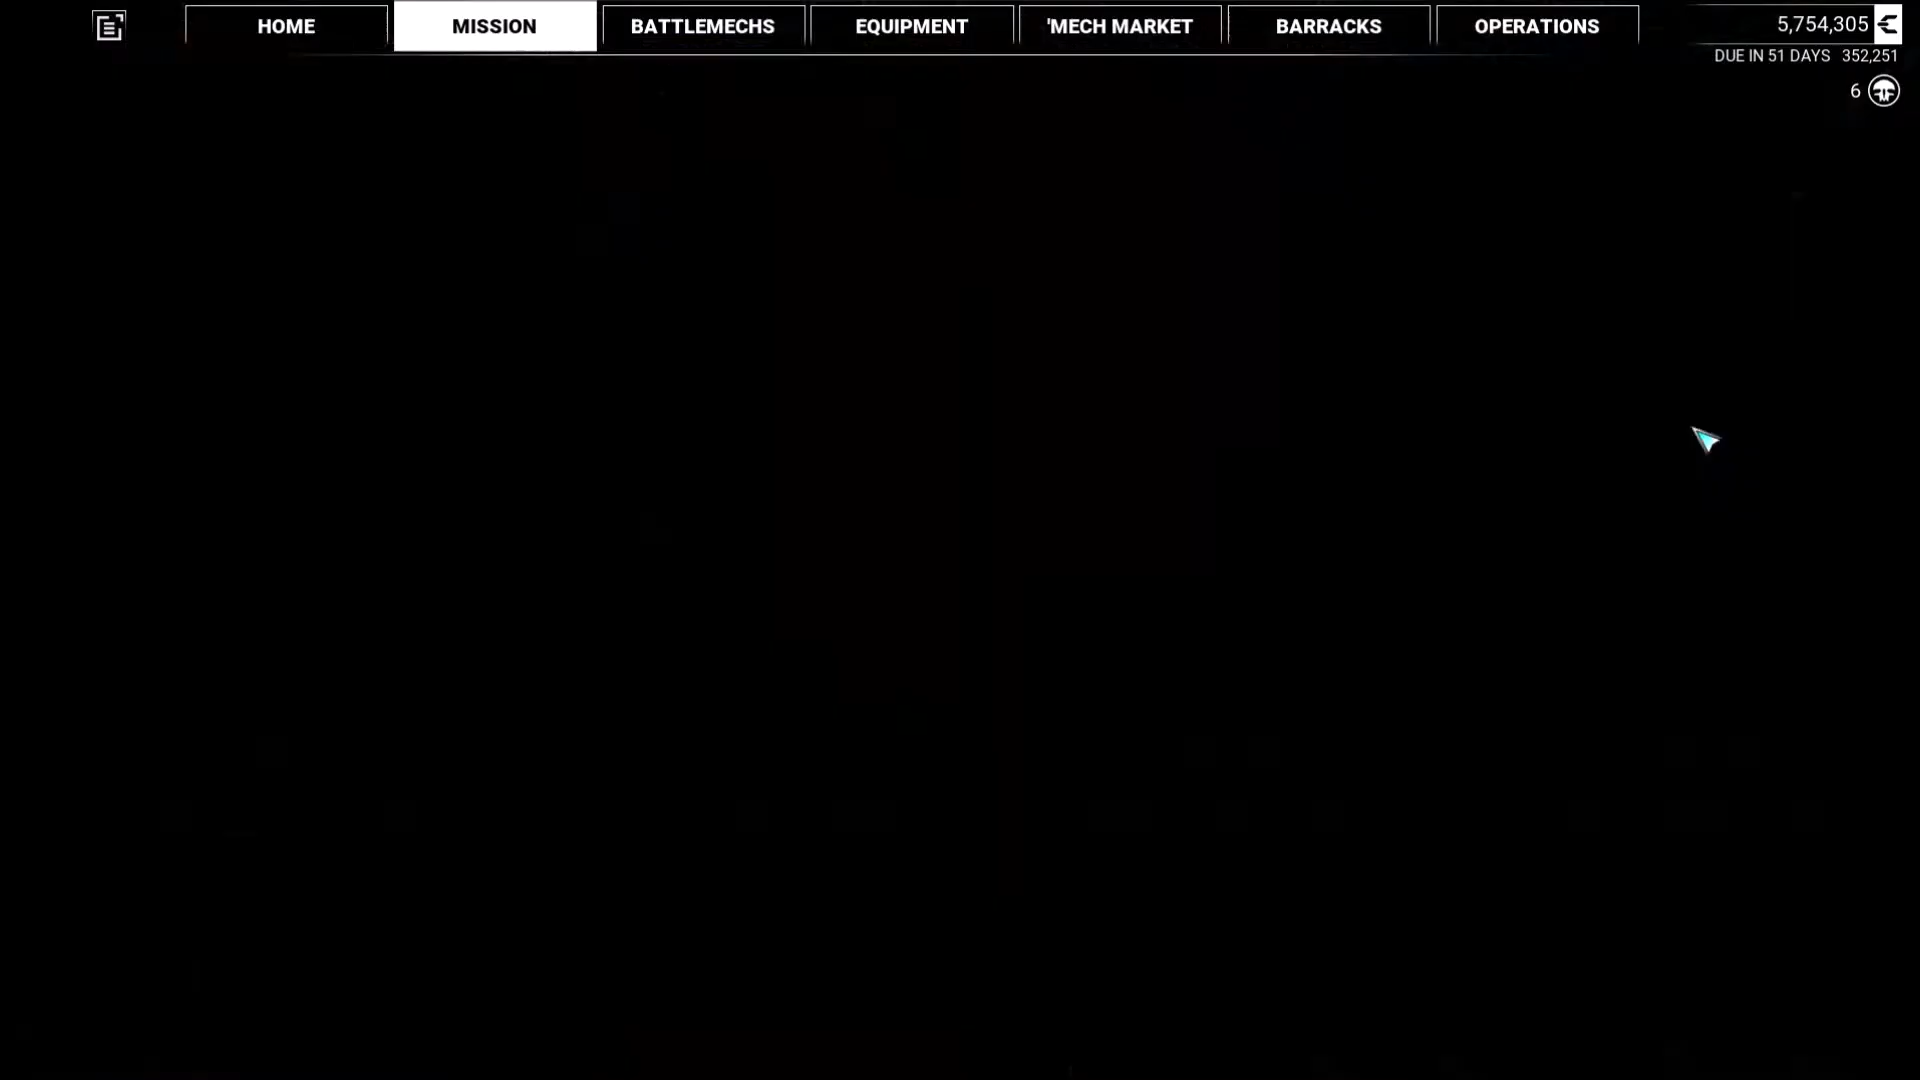 HOME
MISSION
BATTLEMECHS
EQUIPMENT
'MECH MARKET
BARRACKS
OPERATIONS
5,754,305
DUE IN 51 DAYS 352,251
6